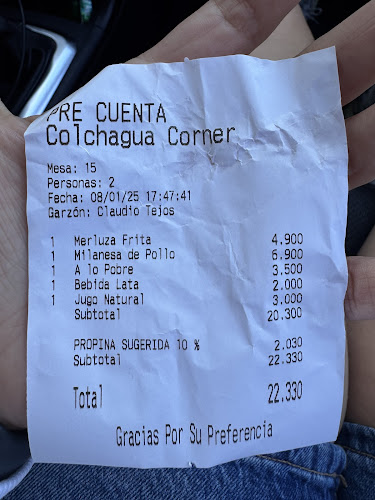 PRE CUENTA
Colchagua Corner
Mesa: 15
Personas: 2
Fecha: 08/01/25 17:47:41
Garzón: Claudio Tejos
1 Merluza Frita 4.900
1 Milanesa de Pollo 6.900
1 A lo Pobre 3.500
1 Bebida Lata 2.000
1 Jugo Natural 3.000
Subtotal 20.300
PROPINA SUGERIDA 10 % 2.030
Subtotal 22.330
Total 22.330
Gracias Por Su Preferencia